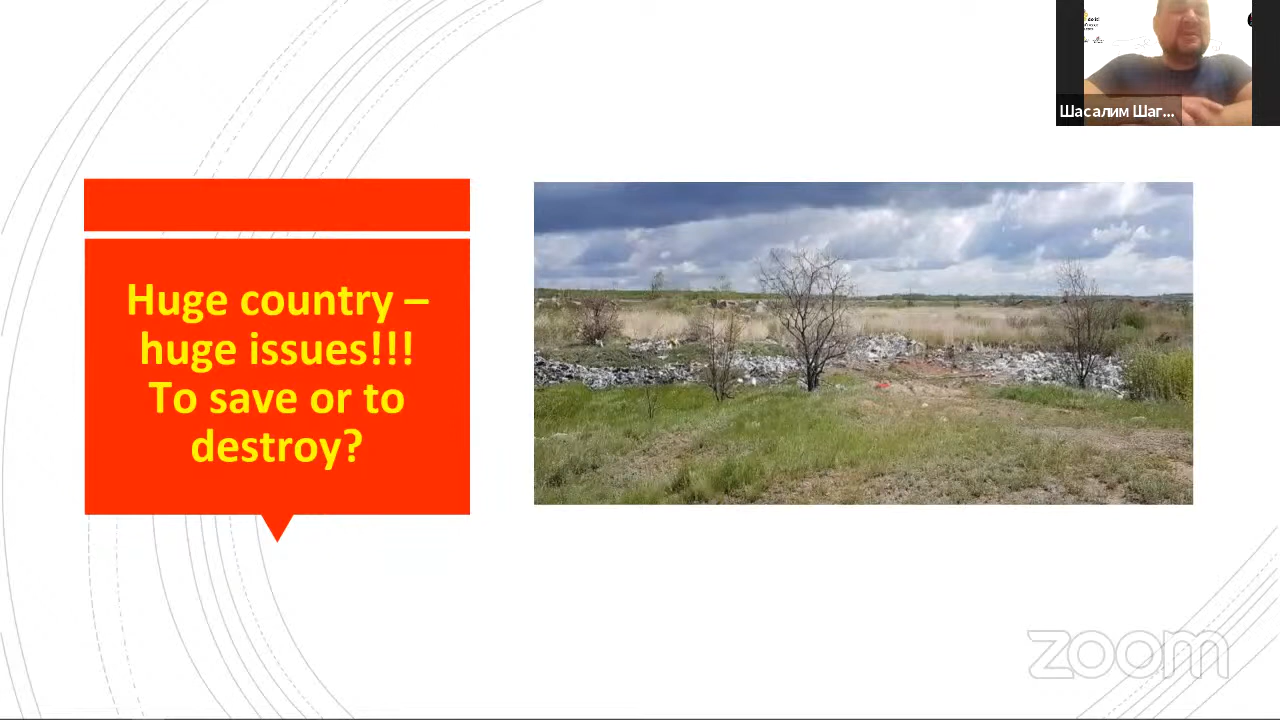 Шасалим Шаг...
Huge country –
huge issues!!!
To save or to
destroy?
zoom